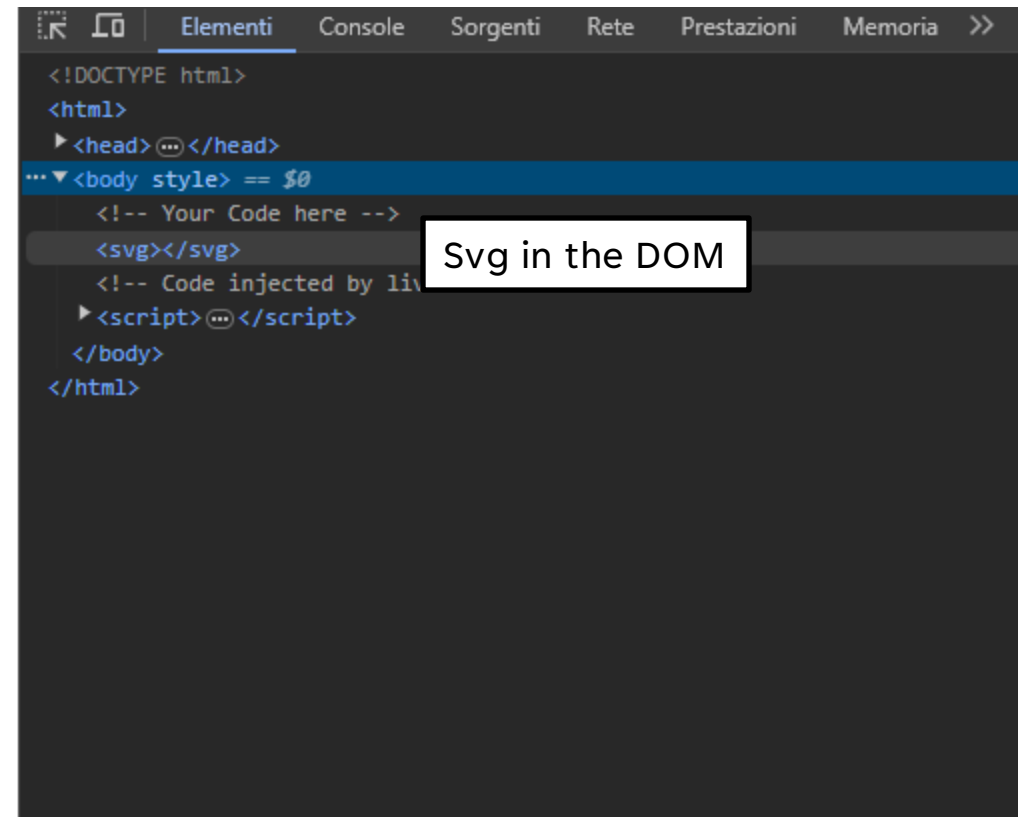 Elementi Console Sorgenti Rete Prestazioni Memoria >>
<!DOCTYPE html>
<html>
<head>…</head>
<body style> == $0
<!-- Your Code here -->
<svg></svg>
Svg in the DOM
<!-- Code injected by
<script>…</script>
</body>
</html>